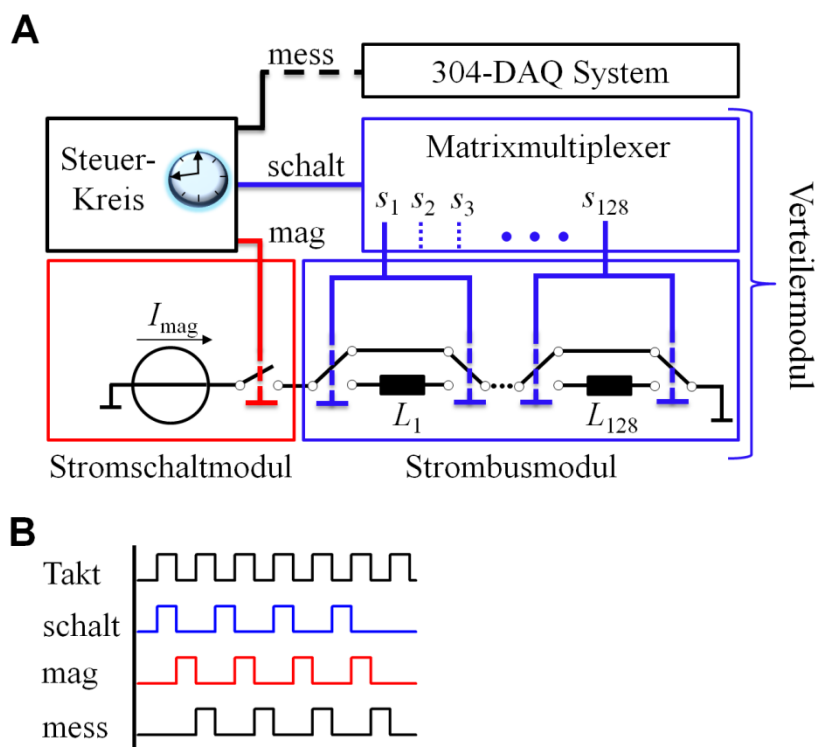 A
mess
304-DAQ System
Steuer-
Kreis
schalt
Matrixmultiplexer
s1 s2 s3 • • • s128
mag
Imag
L1
L128
Verteilermodul
Stromschaltmodul
Strombusmodul
B
Takt
schalt
mag
mess